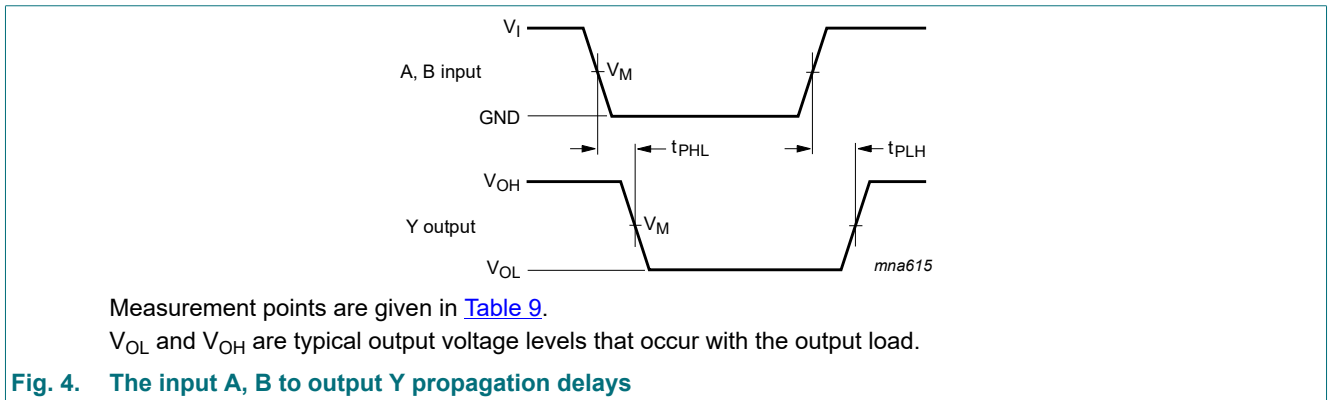 VI
A, B input
VM
GND
tPHL
tPLH
VOH
Y output
VM
VOL
mna615
Measurement points are given in Table 9.
VOL and VOH are typical output voltage levels that occur with the output load.
Fig. 4. The input A, B to output Y propagation delays